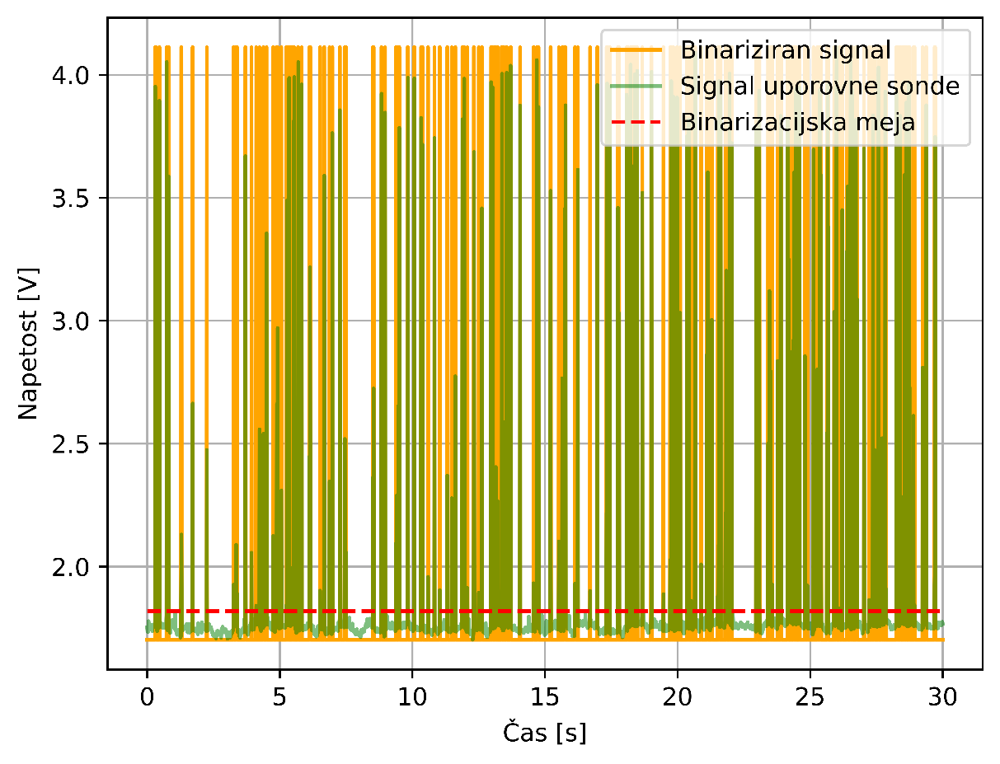 Binariziran signal
Signal uporovne sonde
Binarizacijska meja
4.0
3.5
3.0
2.5
2.0
Napetost [V]
0 5 10 15 20 25 30
Čas [s]